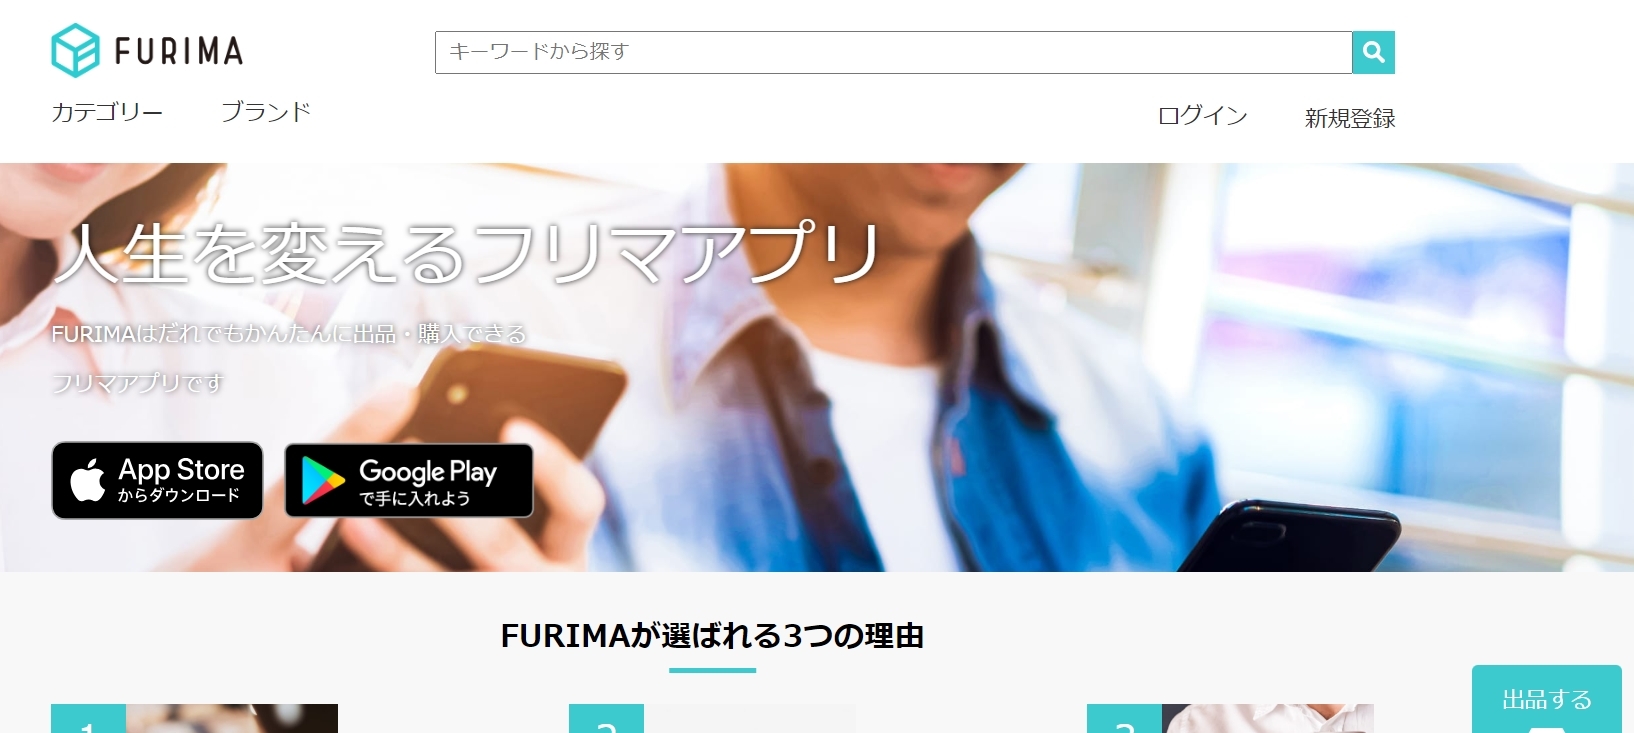 FURIMA
キーワードから探す
カテゴリー ブランド
ログイン 新規登録
人生を変えるフリマアプリ
FURIMAはだれでもかんたんに出品・購入できる
フリマアプリです
App Store
からダウンロード
Google Play
で手に入れよう
FURIMAが選ばれる3つの理由
1
2
3
出品する